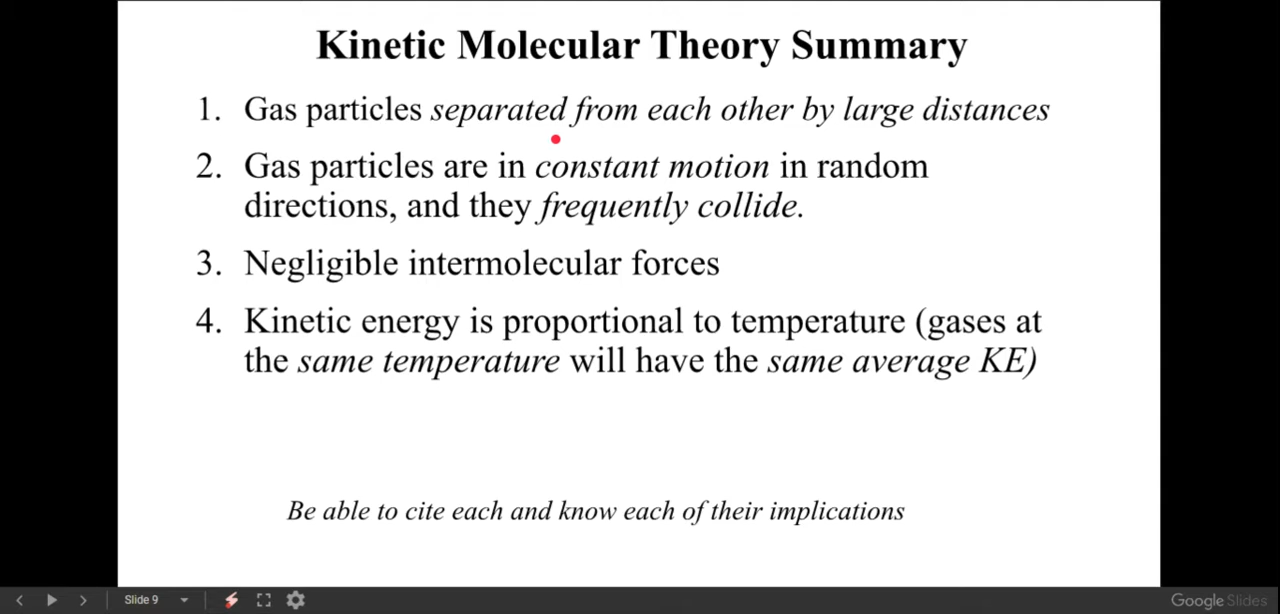 Kinetic Molecular Theory Summary
1. Gas particles separated from each other by large distances
2. Gas particles are in constant motion in random
directions, and they frequently collide.
3. Negligible intermolecular forces
4. Kinetic energy is proportional to temperature (gases at
the same temperature will have the same average KE)
Be able to cite each and know each of their implications
Slide 9
Google Slides